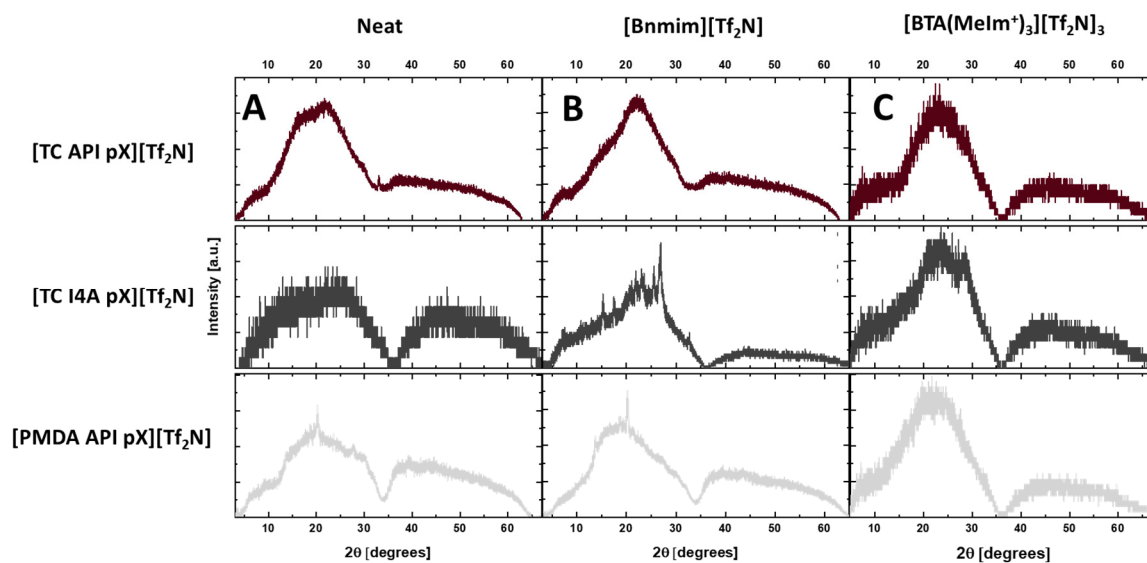 Neat [Bnmim][Tf₂N] [BTA(MeIm⁺)₃][Tf₂N]₃
10 20 30 40 50 60 10 20 30 40 50 60 10 20 30 40 50 60
A B C
[TC API pX][Tf₂N]
[TC I4A pX][Tf₂N]
Intensity [a.u.]
[PMDA API pX][Tf₂N]
10 20 30 40 50 60 10 20 30 40 50 60 10 20 30 40 50 60
2θ [degrees] 2θ [degrees] 2θ [degrees]